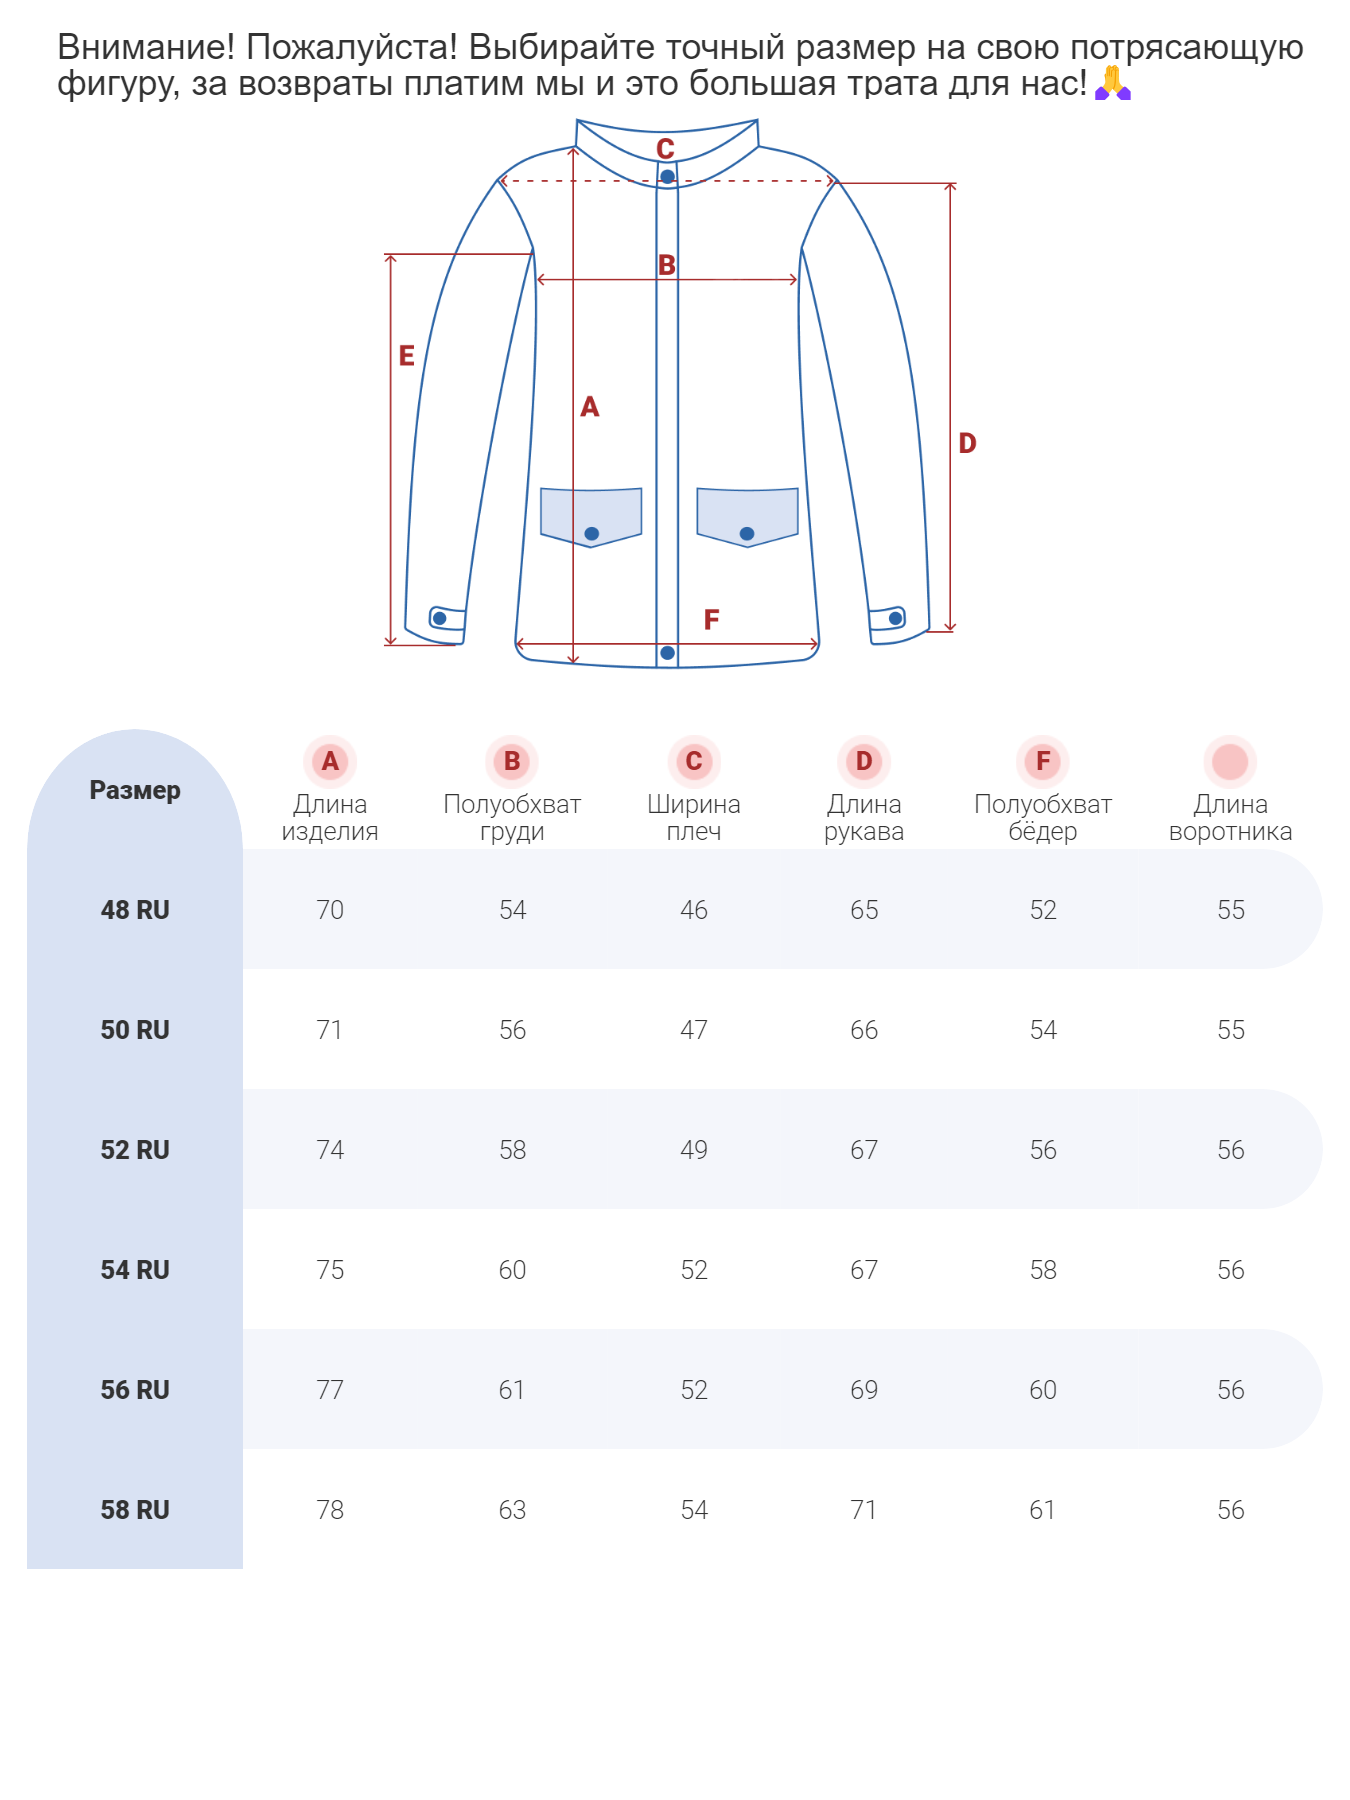 Внимание! Пожалуйста! Выбирайте точный размер на свою потрясающую
фигуру, за возвраты платим мы и это большая трата для нас!🙏
C
B
E
A
D
F
Размер
A B C D F
Длина Полуобхват Ширина Длина Полуобхват Длина
изделия груди плеч рукава бёдер воротника
48 RU 70 54 46 65 52 55
50 RU 71 56 47 66 54 55
52 RU 74 58 49 67 56 56
54 RU 75 60 52 67 58 56
56 RU 77 61 52 69 60 56
58 RU 78 63 54 71 61 56